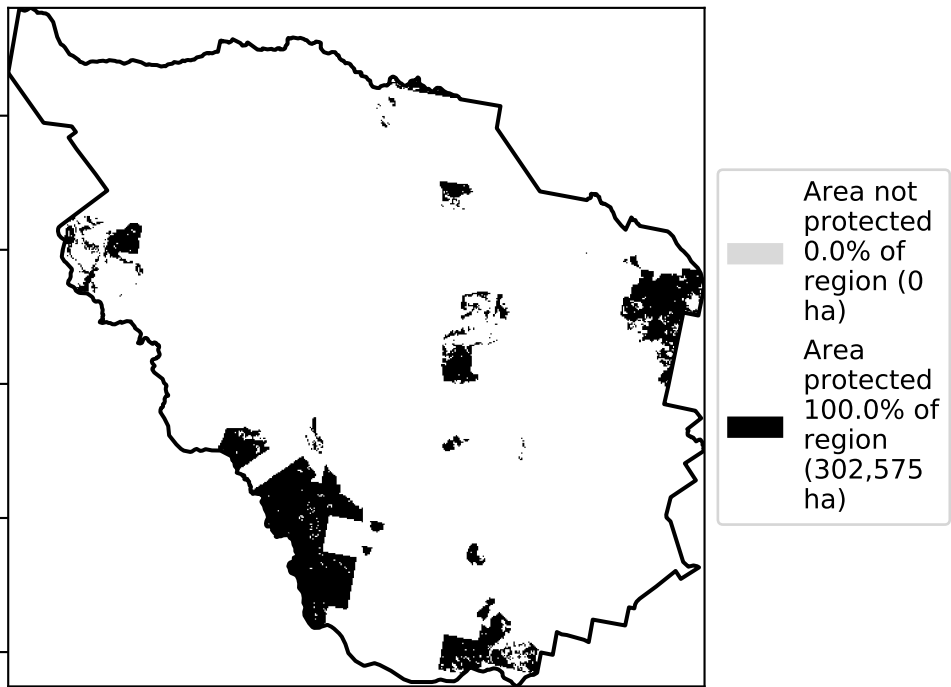 Area not
protected
0.0% of
region (0
ha)
Area
protected
100.0% of
region
(302,575
ha)